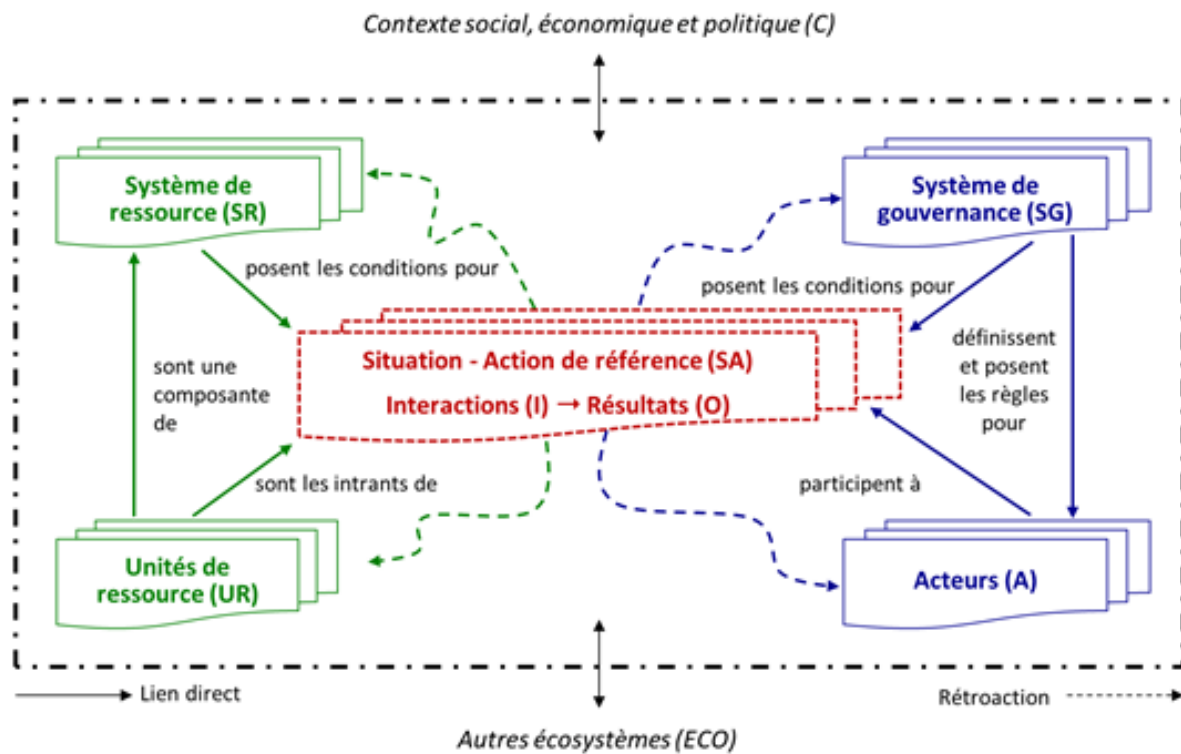 Contexte social, économique et politique (C)
Système de
ressource (SR)
Système de
gouvernance (SG)
posent les conditions pour
posent les conditions pour
sont une
composante
de
Situation - Action de référence (SA)
Interactions (I) → Résultats (O)
définissent
et posent
les règles
pour
sont les intrants de
participent à
Unités de
ressource (UR)
Acteurs (A)
Lien direct
Rétroaction
Autres écosystèmes (ECO)